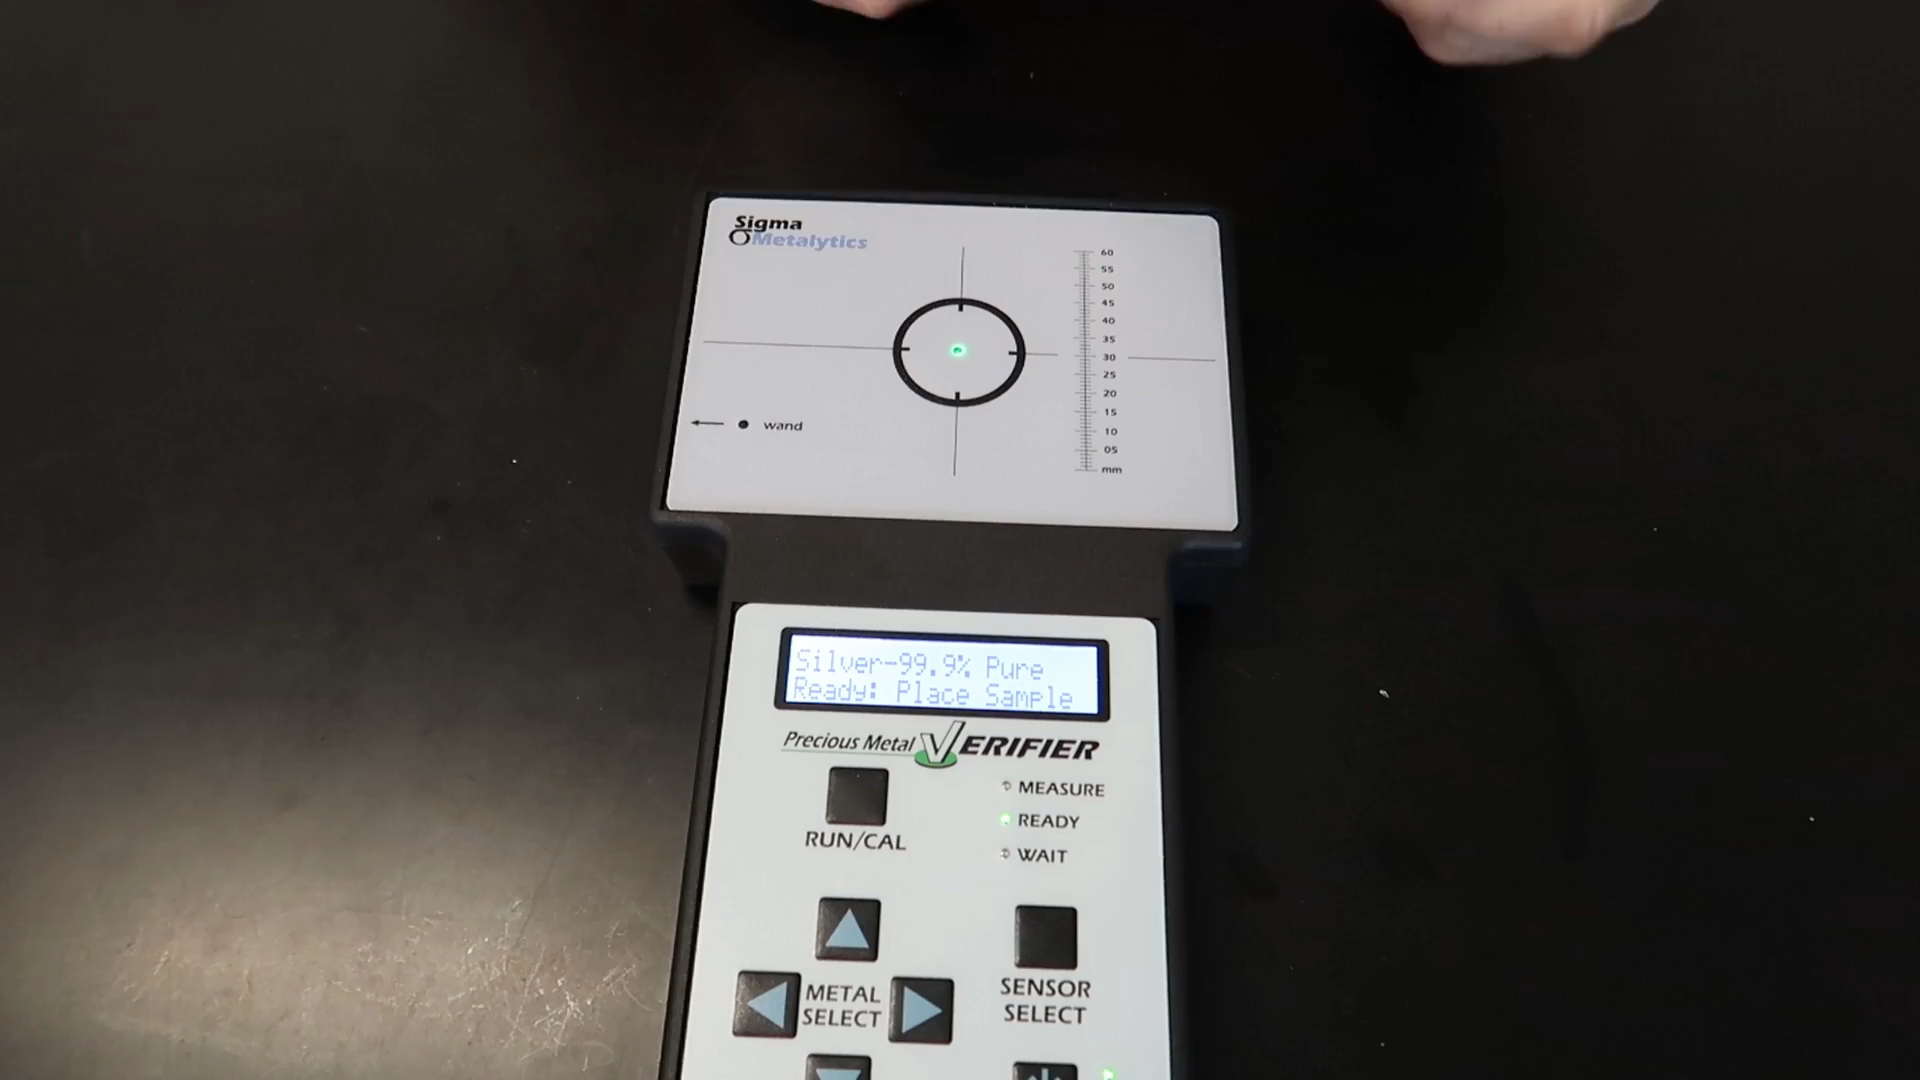 Sigma
Metalytics
60
55
50
45
40
35
30
25
20
15
10
05
mm
wand
Silver-99.9% Pure
Ready: Place Sample
Precious Metal VERIFIER
MEASURE
READY
WAIT
RUN/CAL
METAL
SELECT
SENSOR
SELECT